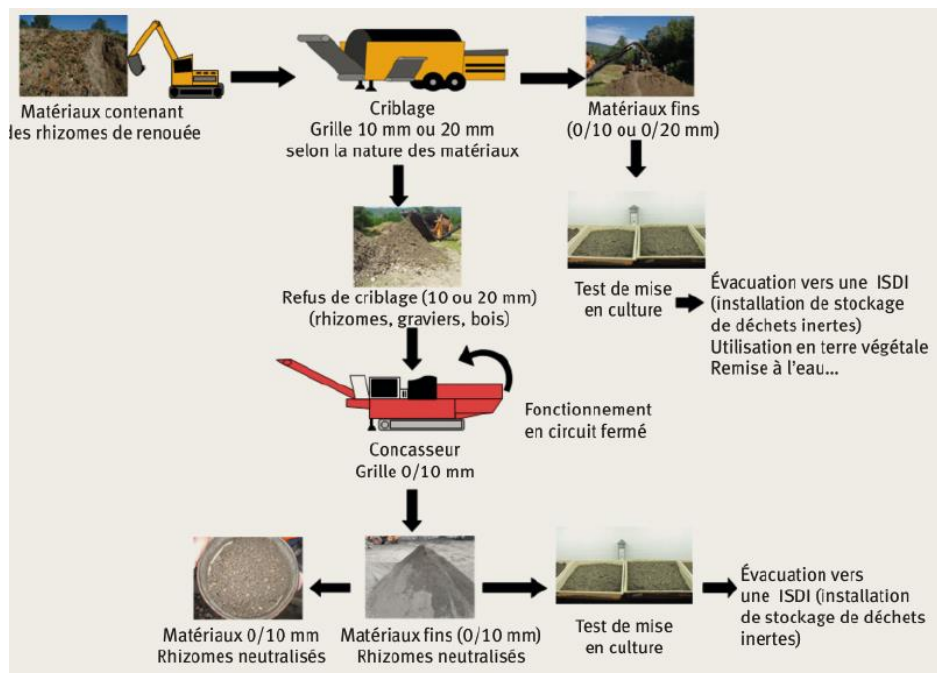 Matériaux contenant
des rhizomes de renouée
Criblage
Grille 10 mm ou 20 mm
selon la nature des matériaux
Matériaux fins
(0/10 ou 0/20 mm)
Refus de criblage (10 ou 20 mm)
(rhizomes, graviers, bois)
Test de mise
en culture
Évacuation vers une ISDI
(installation de stockage
de déchets inertes)
Utilisation en terre végétale
Remise à l'eau...
Fonctionnement
en circuit fermé
Concasseur
Grille 0/10 mm
Matériaux 0/10 mm
Rhizomes neutralisés
Matériaux fins (0/10 mm)
Rhizomes neutralisés
Test de mise
en culture
Évacuation vers
une ISDI (installation
de stockage de déchets
inertes)